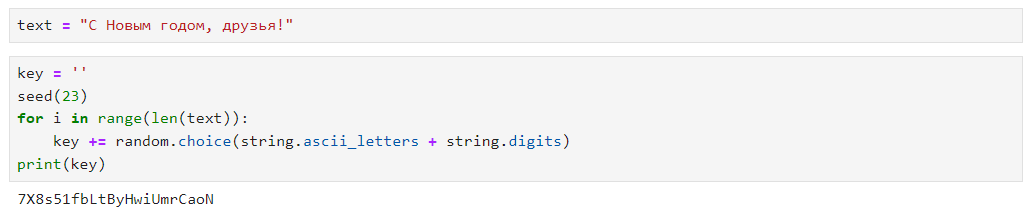 text = "С Новым годом, друзья!"
key = ''
seed(23)
for i in range(len(text)):
    key += random.choice(string.ascii_letters + string.digits)
print(key)
7X8s51fbLtByHwiUmrCaoN